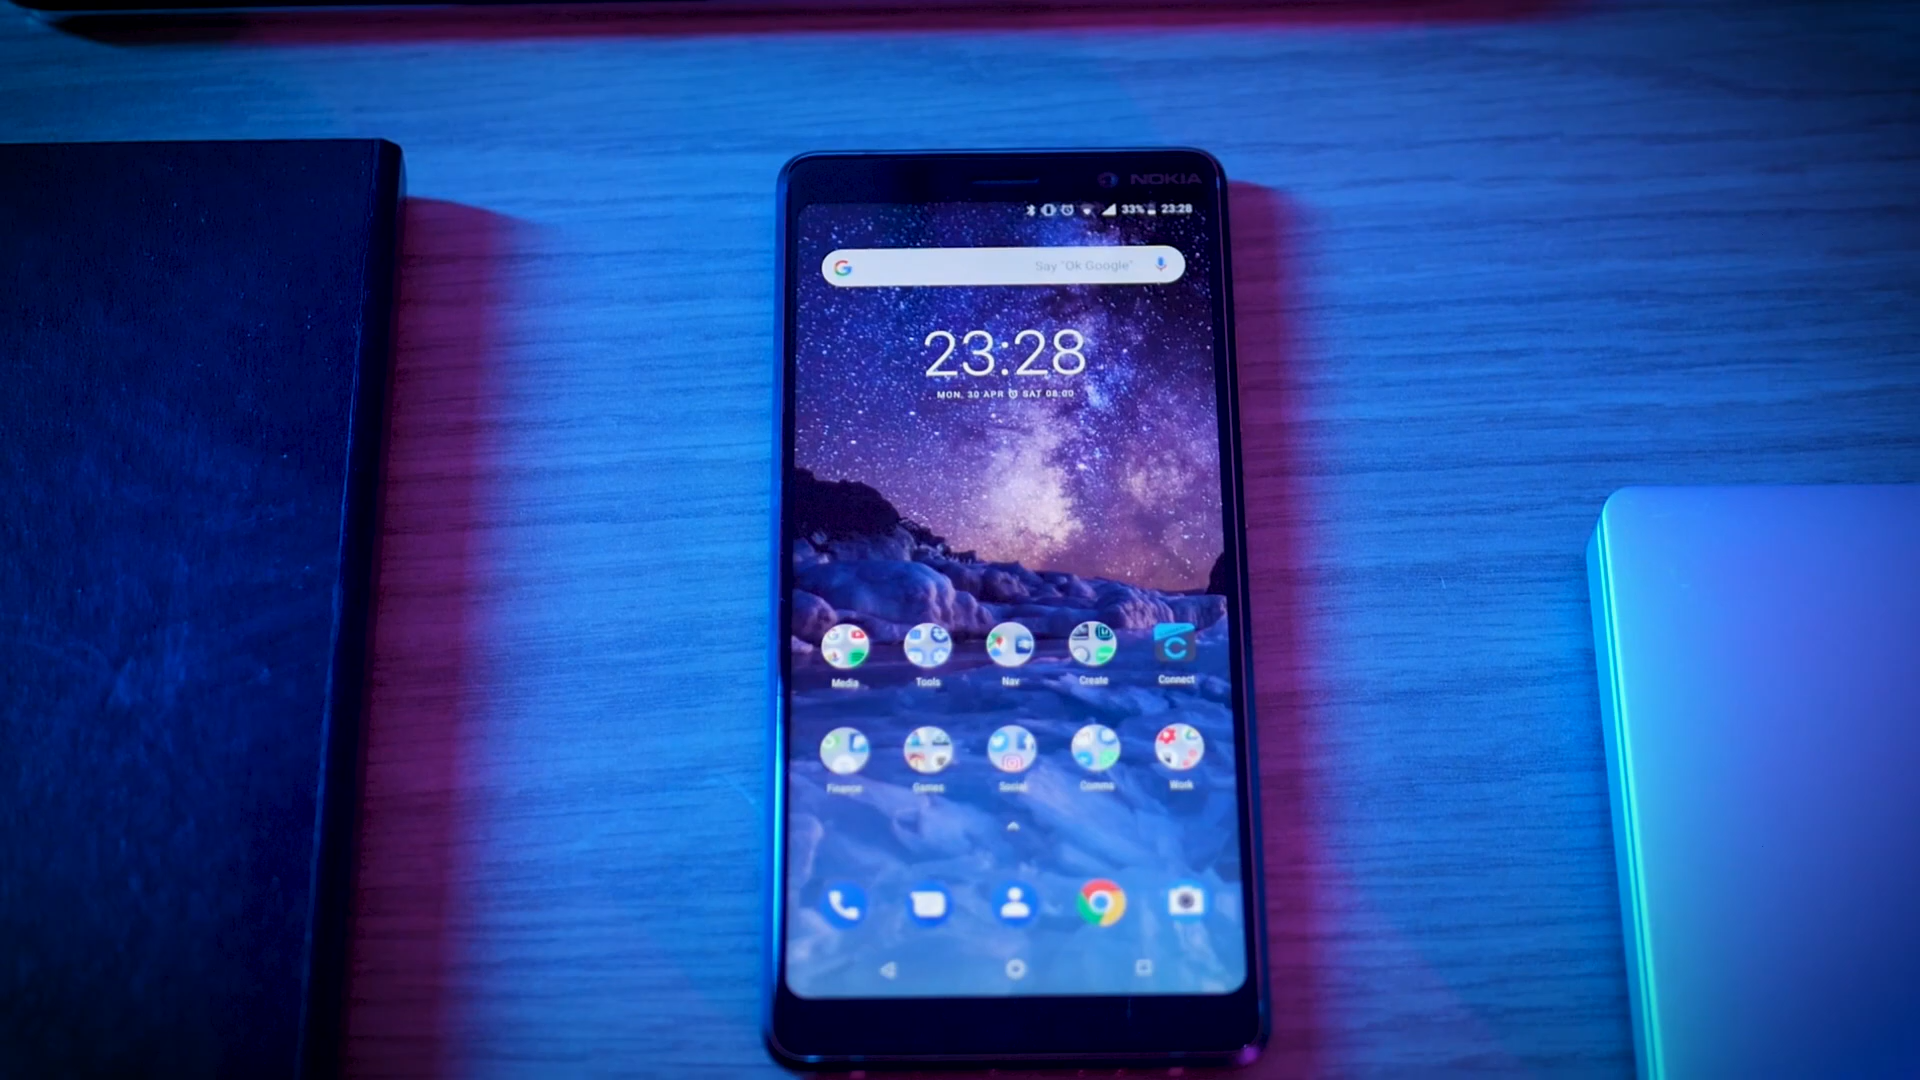 NOKIA
33% 23:28
Say "Ok Google"
23:28
MON, 30 APR SAT 08:00
Media Tools Nav Create Connect
Finance Games Social Comms Work